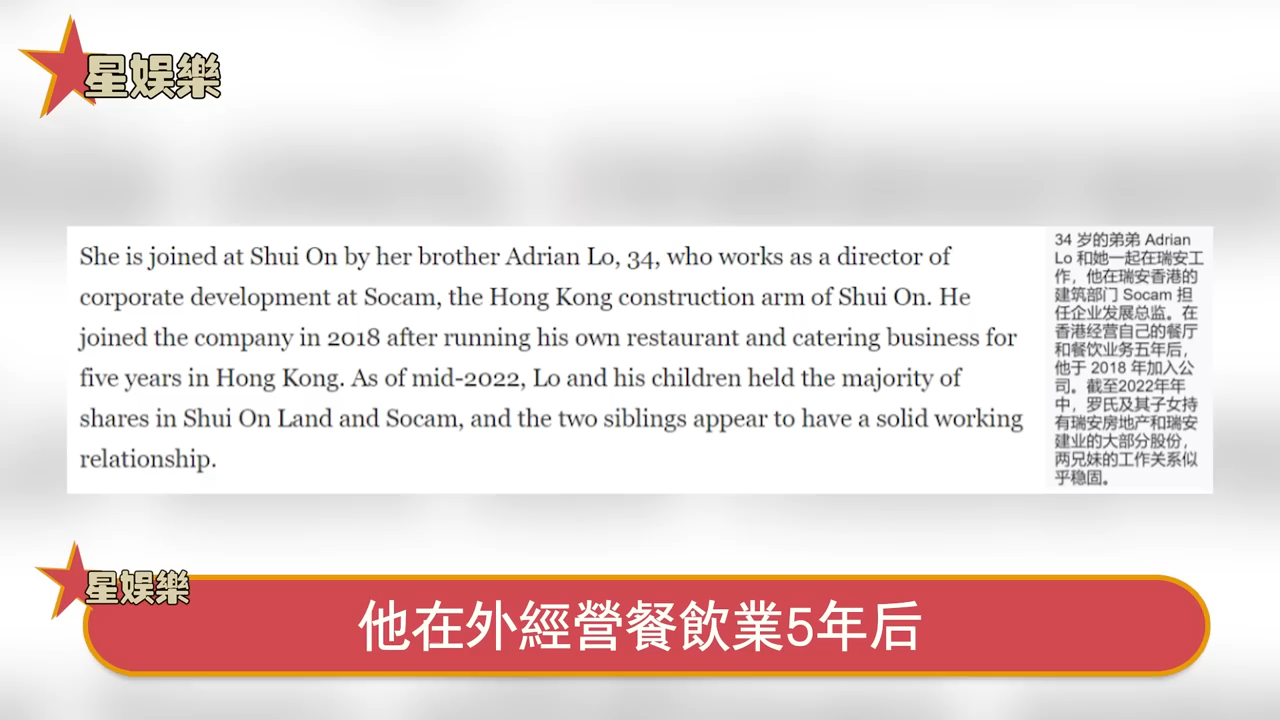 星娱樂
She is joined at Shui On by her brother Adrian Lo, 34, who works as a director of
corporate development at Socam, the Hong Kong construction arm of Shui On. He
joined the company in 2018 after running his own restaurant and catering business for
five years in Hong Kong. As of mid-2022, Lo and his children held the majority of
shares in Shui On Land and Socam, and the two siblings appear to have a solid working
relationship.
34 岁的弟弟 Adrian
Lo 和她一起在瑞安工
作，他在瑞安香港的
建筑部门 Socam 担
任企业发展总监。在
香港经营自己的餐厅
和餐饮业务五年后，
他于 2018 年加入公
司。截至2022年年
中，罗氏及其子女持
有瑞安房地产和瑞安
建业的大部分股份，
两兄妹的工作关系似
乎稳固。
星娱樂
他在外經營餐飲業5年后